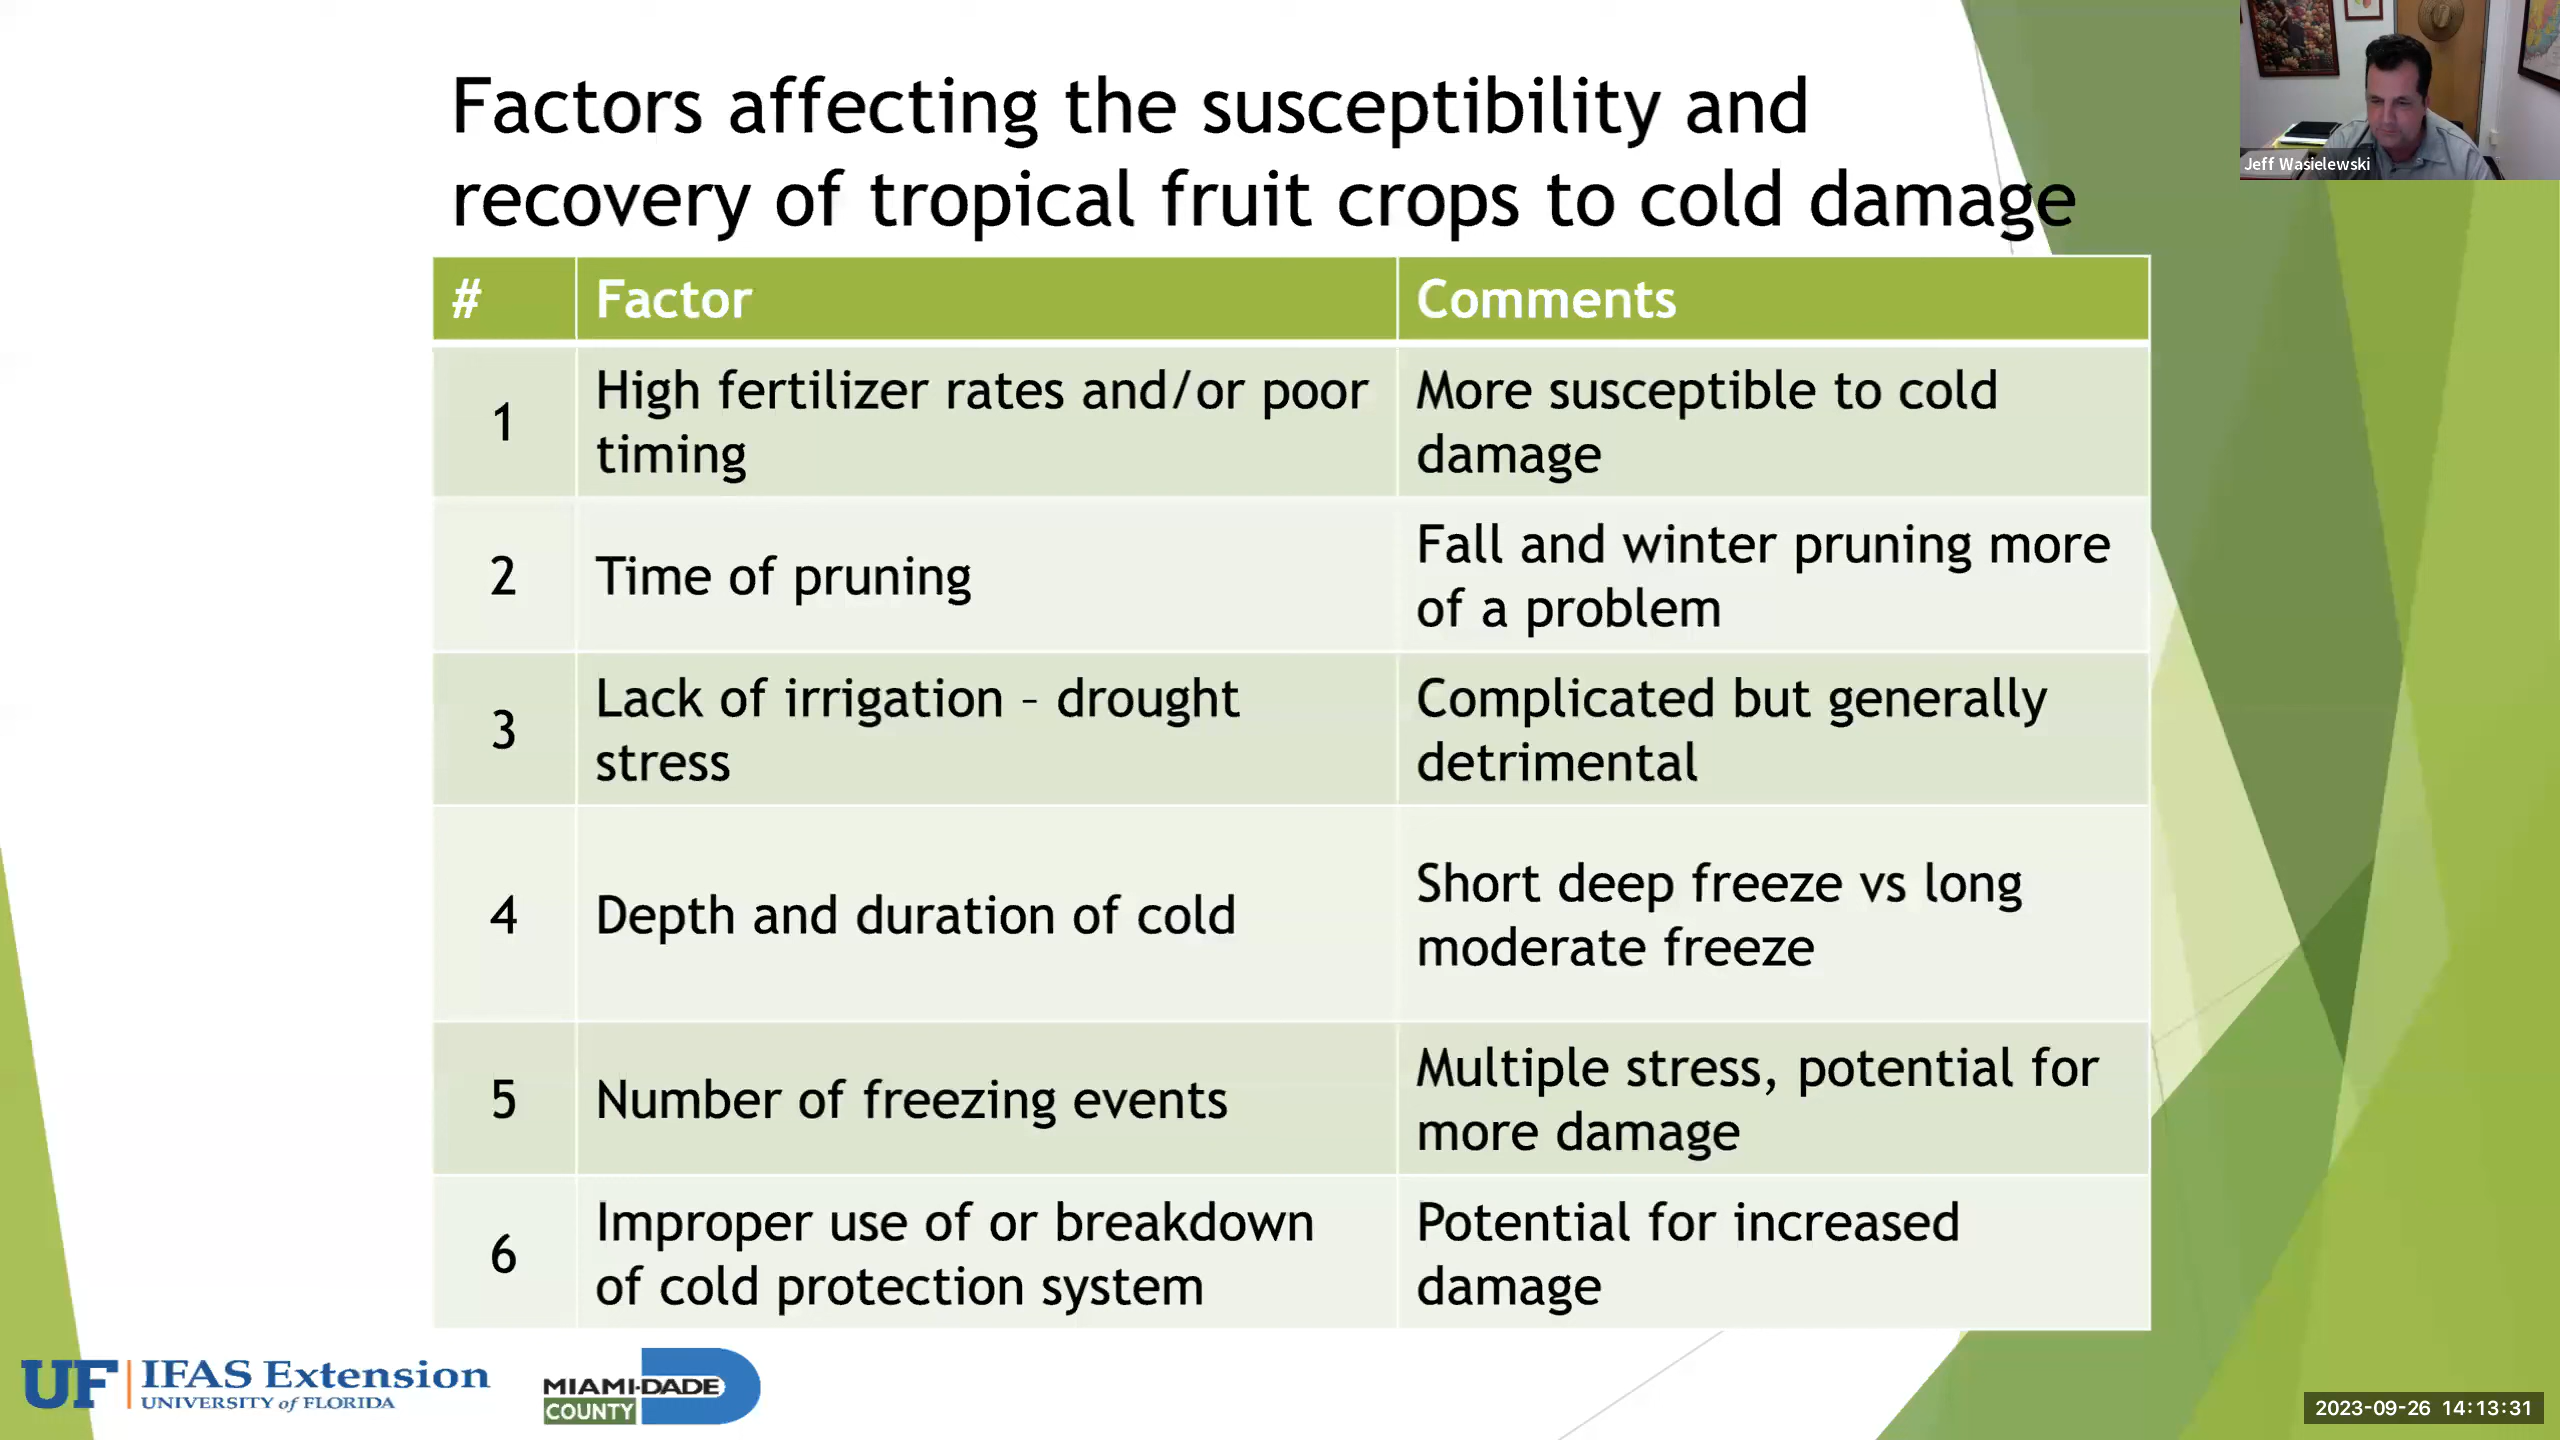 Factors affecting the susceptibility and
recovery of tropical fruit crops to cold damage
Jeff Wasielewski
# Factor Comments
1 High fertilizer rates and/or poor timing More susceptible to cold damage
2 Time of pruning Fall and winter pruning more of a problem
3 Lack of irrigation – drought stress Complicated but generally detrimental
4 Depth and duration of cold Short deep freeze vs long moderate freeze
5 Number of freezing events Multiple stress, potential for more damage
6 Improper use of or breakdown of cold protection system Potential for increased damage
UF IFAS Extension
UNIVERSITY of FLORIDA
MIAMI-DADE
COUNTY
2023-09-26 14:13:31